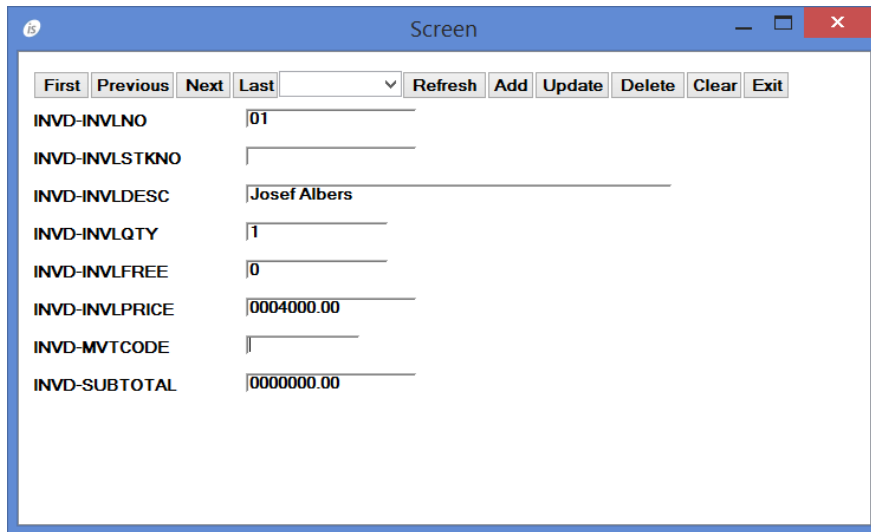 is
Screen
First Previous Next Last Refresh Add Update Delete Clear Exit
INVD-INVLNO 01
INVD-INVLSTKNO
INVD-INVLDESC Josef Albers
INVD-INVLQTY 1
INVD-INVLFREE 0
INVD-INVLPRICE 0004000.00
INVD-MVTCODE
INVD-SUBTOTAL 0000000.00